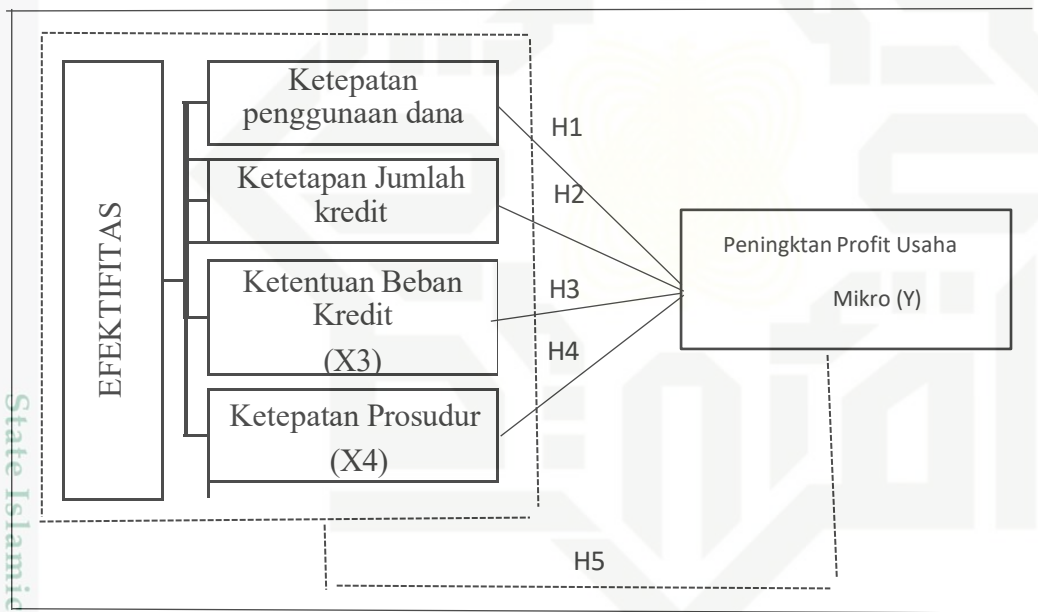 EFEKTIFITAS
Ketepatan
penggunaan dana
Ketetapan Jumlah
kredit
Ketentuan Beban
Kredit
(X3)
Ketepatan Prosudur
(X4)
H1
H2
H3
H4
Peningktan Profit Usaha
Mikro (Y)
H5
State Islamic